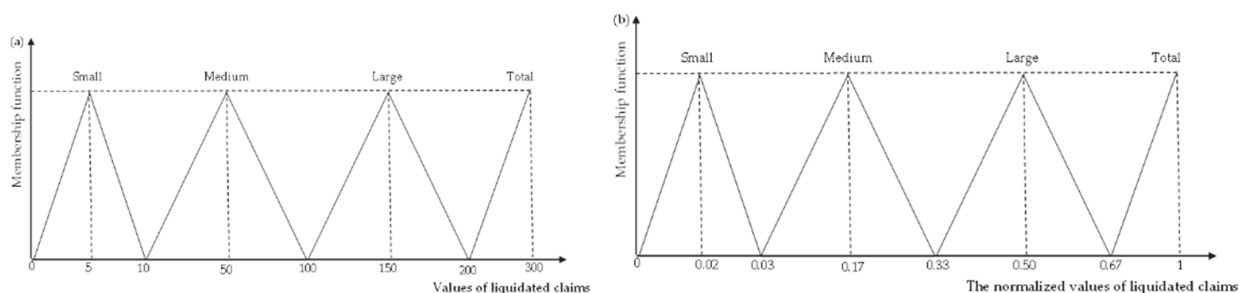 (a)
Membership function
Small Medium Large Total
0 5 10 50 100 150 200 300
Values of liquidated claims
(b)
Membership function
Small Medium Large Total
0 0.02 0.03 0.17 0.33 0.50 0.67 1
The normalized values of liquidated claims